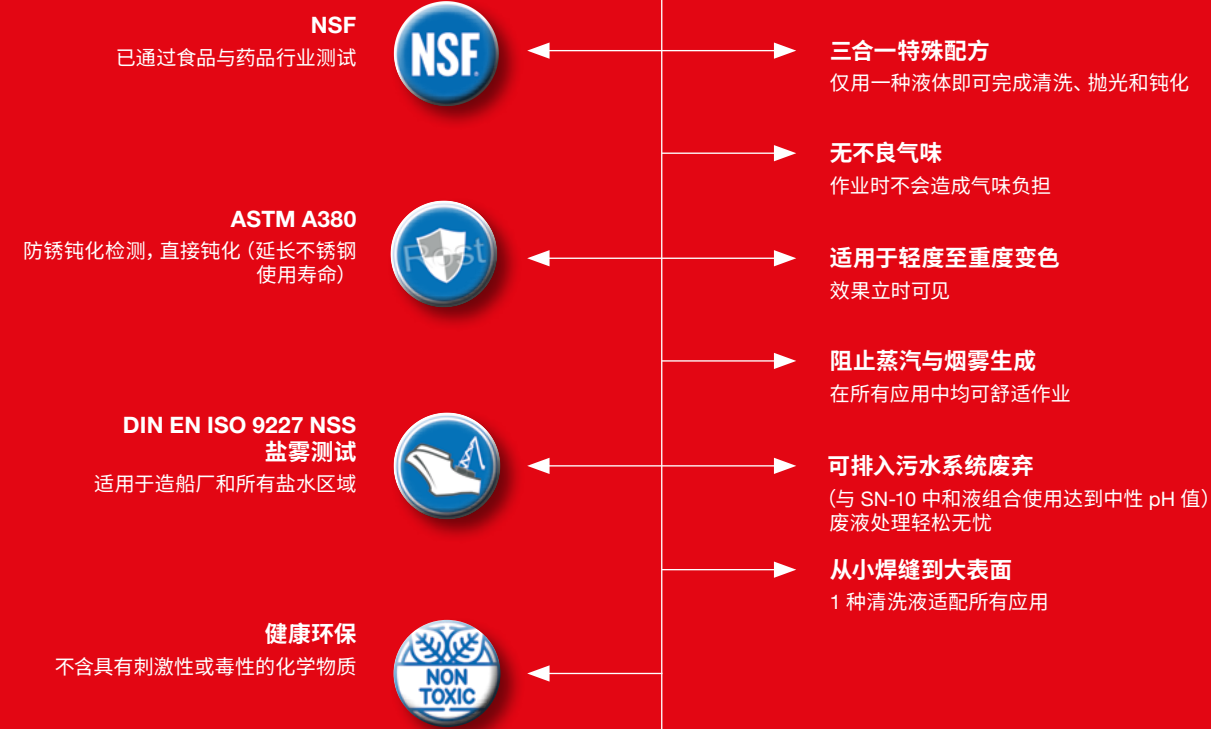 NSF
已通过食品与药品行业测试
NSF
ASTM A380
防锈钝化检测，直接钝化（延长不锈钢
使用寿命）
Rost
DIN EN ISO 9227 NSS
盐雾测试
适用于造船厂和所有盐水区域
健康环保
不含具有刺激性或毒性的化学物质
NON
TOXIC
三合一特殊配方
仅用一种液体即可完成清洗、抛光和钝化
无不良气味
作业时不会造成气味负担
适用于轻度至重度变色
效果立时可见
阻止蒸汽与烟雾生成
在所有应用中均可舒适作业
可排入污水系统废弃
（与 SN-10 中和液组合使用达到中性 pH 值）
废液处理轻松无忧
从小焊缝到大表面
1 种清洗液适配所有应用